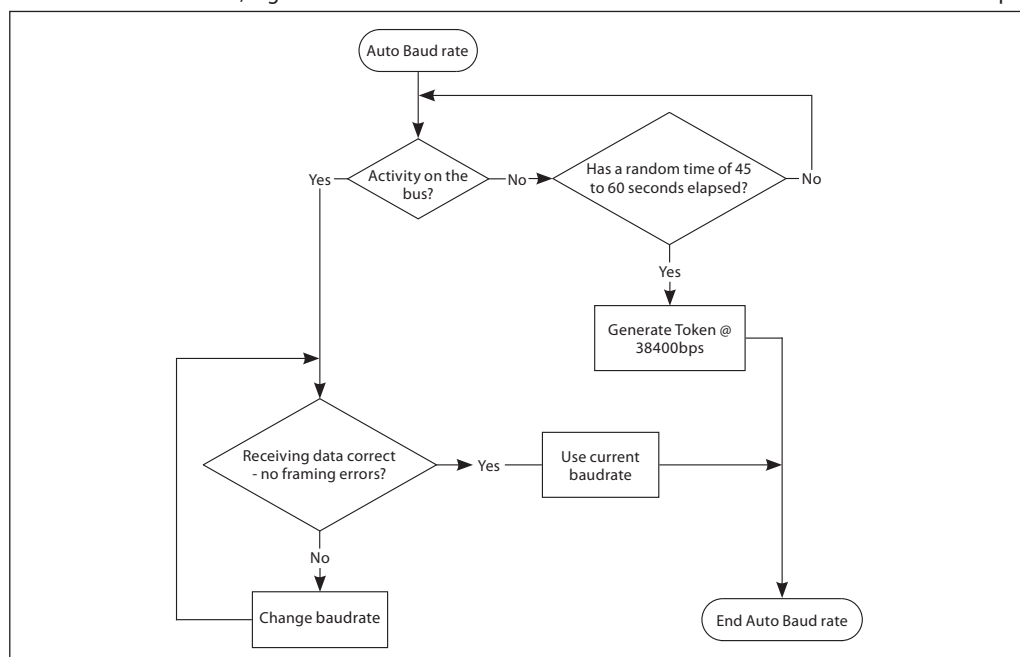 Auto Baud rate
Activity on the
bus?
Yes
No
Has a random time of 45
to 60 seconds elapsed?
No
Yes
Generate Token @
38400bps
Receiving data correct
- no framing errors?
Yes
Use current
baudrate
No
Change baudrate
End Auto Baud rate